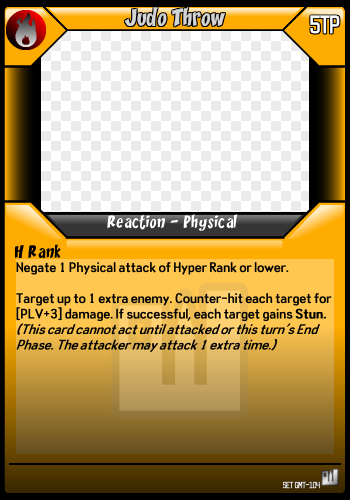 Judo Throw
5TP
Reaction - Physical
H Rank
Negate 1 Physical attack of Hyper Rank or lower.
Target up to 1 extra enemy. Counter-hit each target for
[PLV+3] damage. If successful, each target gains Stun.
(This card cannot act until attacked or this turn's End
Phase. The attacker may attack 1 extra time.)
SET GMT-104